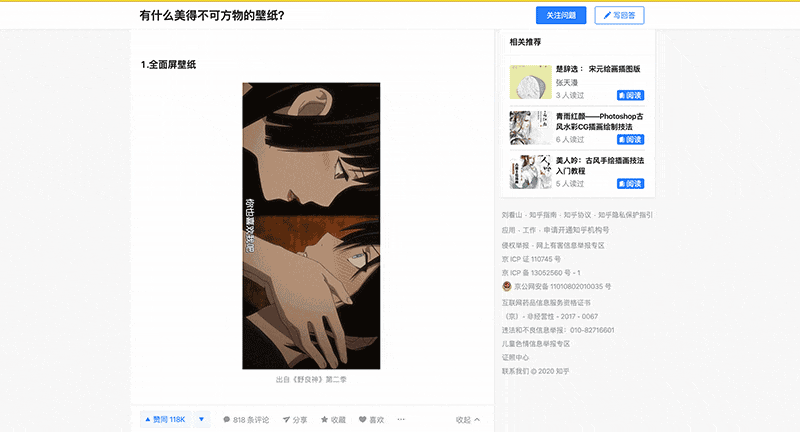 有什么美得不可方物的壁纸?
关注问题
写回答
1.全面屏壁纸
你也喜欢我吧
出自《野良神》第二季
赞同 118K
818 条评论
分享
收藏
喜欢
收起
相关推荐
楚辞选 : 宋元绘画插图版
张天漫
3 人读过
阅读
青雨红颜——Photoshop古
风水彩CG插画绘制技法
6 人读过
阅读
美人吟:古风手绘插画技法
入门教程
5 人读过
阅读
刘看山 · 知乎指南 · 知乎协议 · 知乎隐私保护指引
应用 · 工作 · 申请开通知乎机构号
侵权举报 · 网上有害信息举报专区
京 ICP 证 110745 号
京 ICP 备 13052560 号 - 1
京公网安备 11010802010035 号
互联网药品信息服务资格证书
(京)- 非经营性 - 2017 - 0067
违法和不良信息举报:010-82716601
儿童色情信息举报专区
证照中心
联系我们 © 2020 知乎